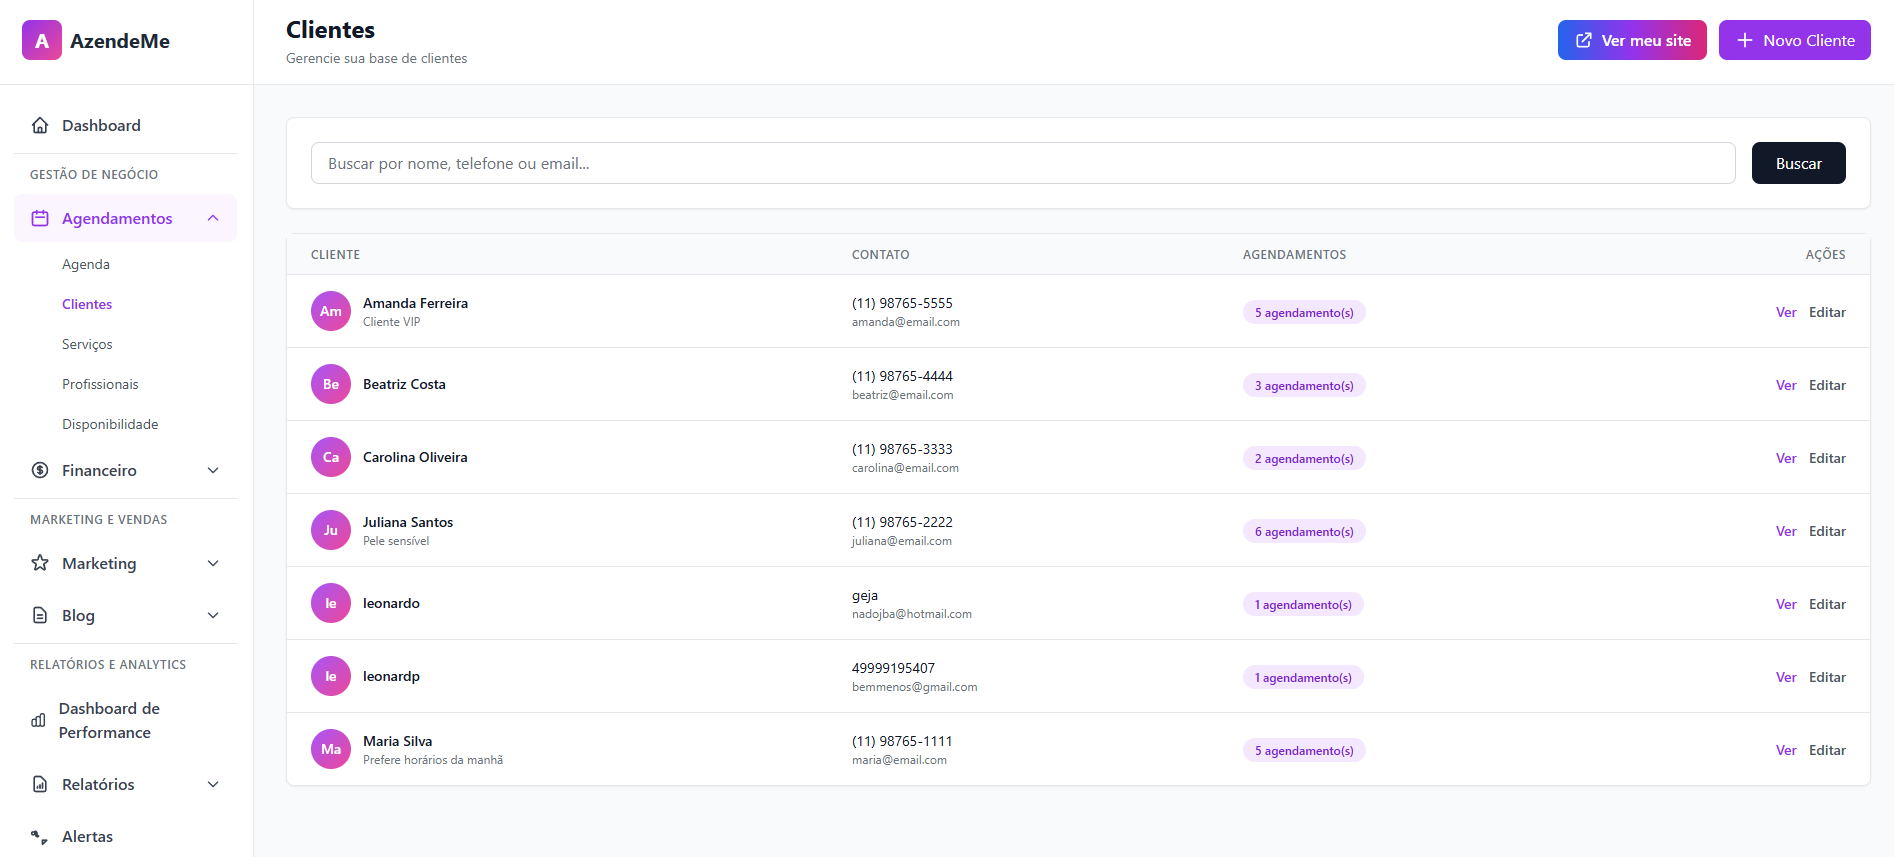 A AzendeMe
Dashboard
GESTÃO DE NEGÓCIO
Agendamentos
Agenda
Clientes
Serviços
Profissionais
Disponibilidade
Financeiro
MARKETING E VENDAS
Marketing
Blog
RELATÓRIOS E ANALYTICS
Dashboard de
Performance
Relatórios
Alertas
Clientes
Gerencie sua base de clientes
Ver meu site
Novo Cliente
Buscar por nome, telefone ou email...
Buscar
CLIENTE CONTATO AGENDAMENTOS AÇÕES
Am Amanda Ferreira
Cliente VIP
(11) 98765-5555
amanda@email.com
5 agendamento(s)
Ver Editar
Be Beatriz Costa
(11) 98765-4444
beatriz@email.com
3 agendamento(s)
Ver Editar
Ca Carolina Oliveira
(11) 98765-3333
carolina@email.com
2 agendamento(s)
Ver Editar
Ju Juliana Santos
Pele sensível
(11) 98765-2222
juliana@email.com
6 agendamento(s)
Ver Editar
le leonardo
geja
nadojba@hotmail.com
1 agendamento(s)
Ver Editar
le leonardp
49999195407
bemmenos@gmail.com
1 agendamento(s)
Ver Editar
Ma Maria Silva
Prefere horários da manhã
(11) 98765-1111
maria@email.com
5 agendamento(s)
Ver Editar